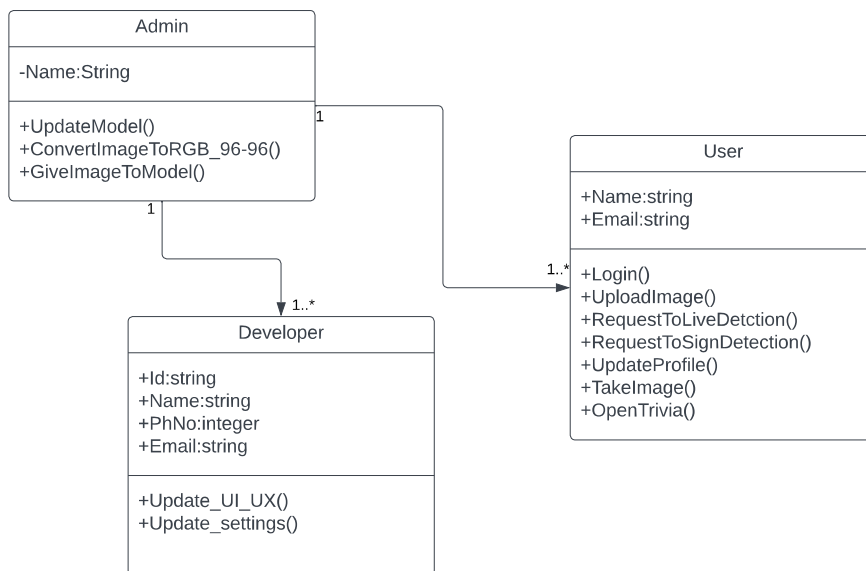 Admin
-Name:String
+UpdateModel()
+ConvertImageToRGB_96-96()
+GiveImageToModel()
1
1
User
+Name:string
+Email:string
1..*
+Login()
+UploadImage()
+RequestToLiveDetction()
+RequestToSignDetection()
+UpdateProfile()
+TakeImage()
+OpenTrivia()
1..*
Developer
+Id:string
+Name:string
+PhNo:integer
+Email:string
+Update_UI_UX()
+Update_settings()